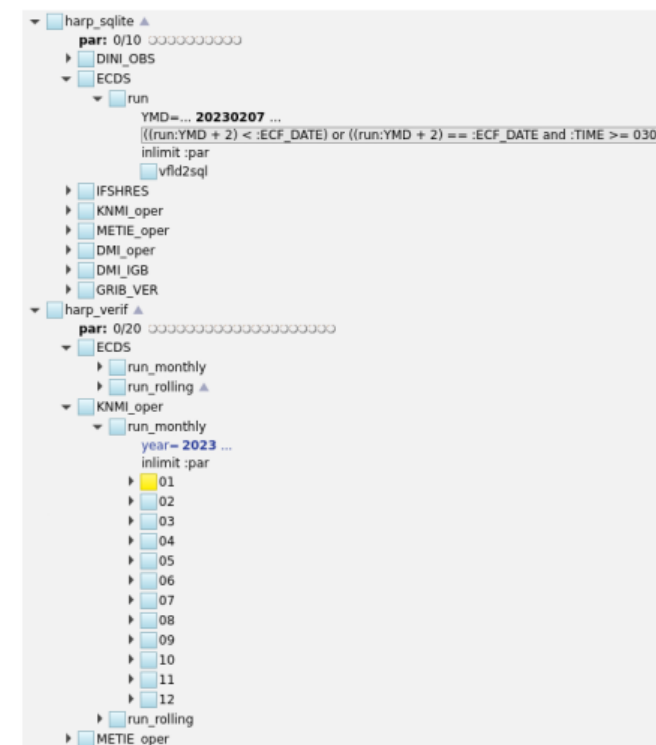 harp_sqlite
par: 0/10
DINI_OBS
ECDS
run
YMD=... 20230207 ...
((run:YMD + 2) < :ECF_DATE) or ((run:YMD + 2) == :ECF_DATE and :TIME >= 030
inlimit :par
vfld2sql
IFSHRES
KNMI_oper
METIE_oper
DMI_oper
DMI_IGB
GRIB_VER
harp_verif
par: 0/20
ECDS
run_monthly
run_rolling
KNMI_oper
run_monthly
year= 2023 ...
inlimit :par
01
02
03
04
05
06
07
08
09
10
11
12
run_rolling
METIE_oper